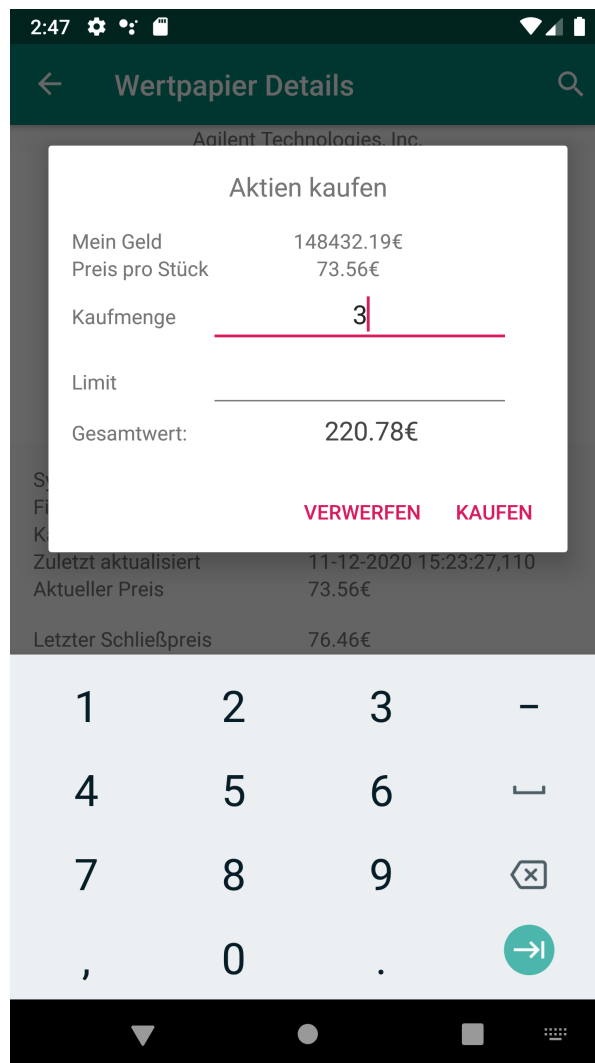 2:47
Wertpapier Details
Agilent Technologies, Inc.
Aktien kaufen
Mein Geld 148432.19€
Preis pro Stück 73.56€
Kaufmenge 3
Limit
Gesamtwert: 220.78€
VERWERFEN KAUFEN
Zuletzt aktualisiert 11-12-2020 15:23:27,110
Aktueller Preis 73.56€
Letzter Schließpreis 76.46€
1 2 3 -
4 5 6
7 8 9
, 0 .